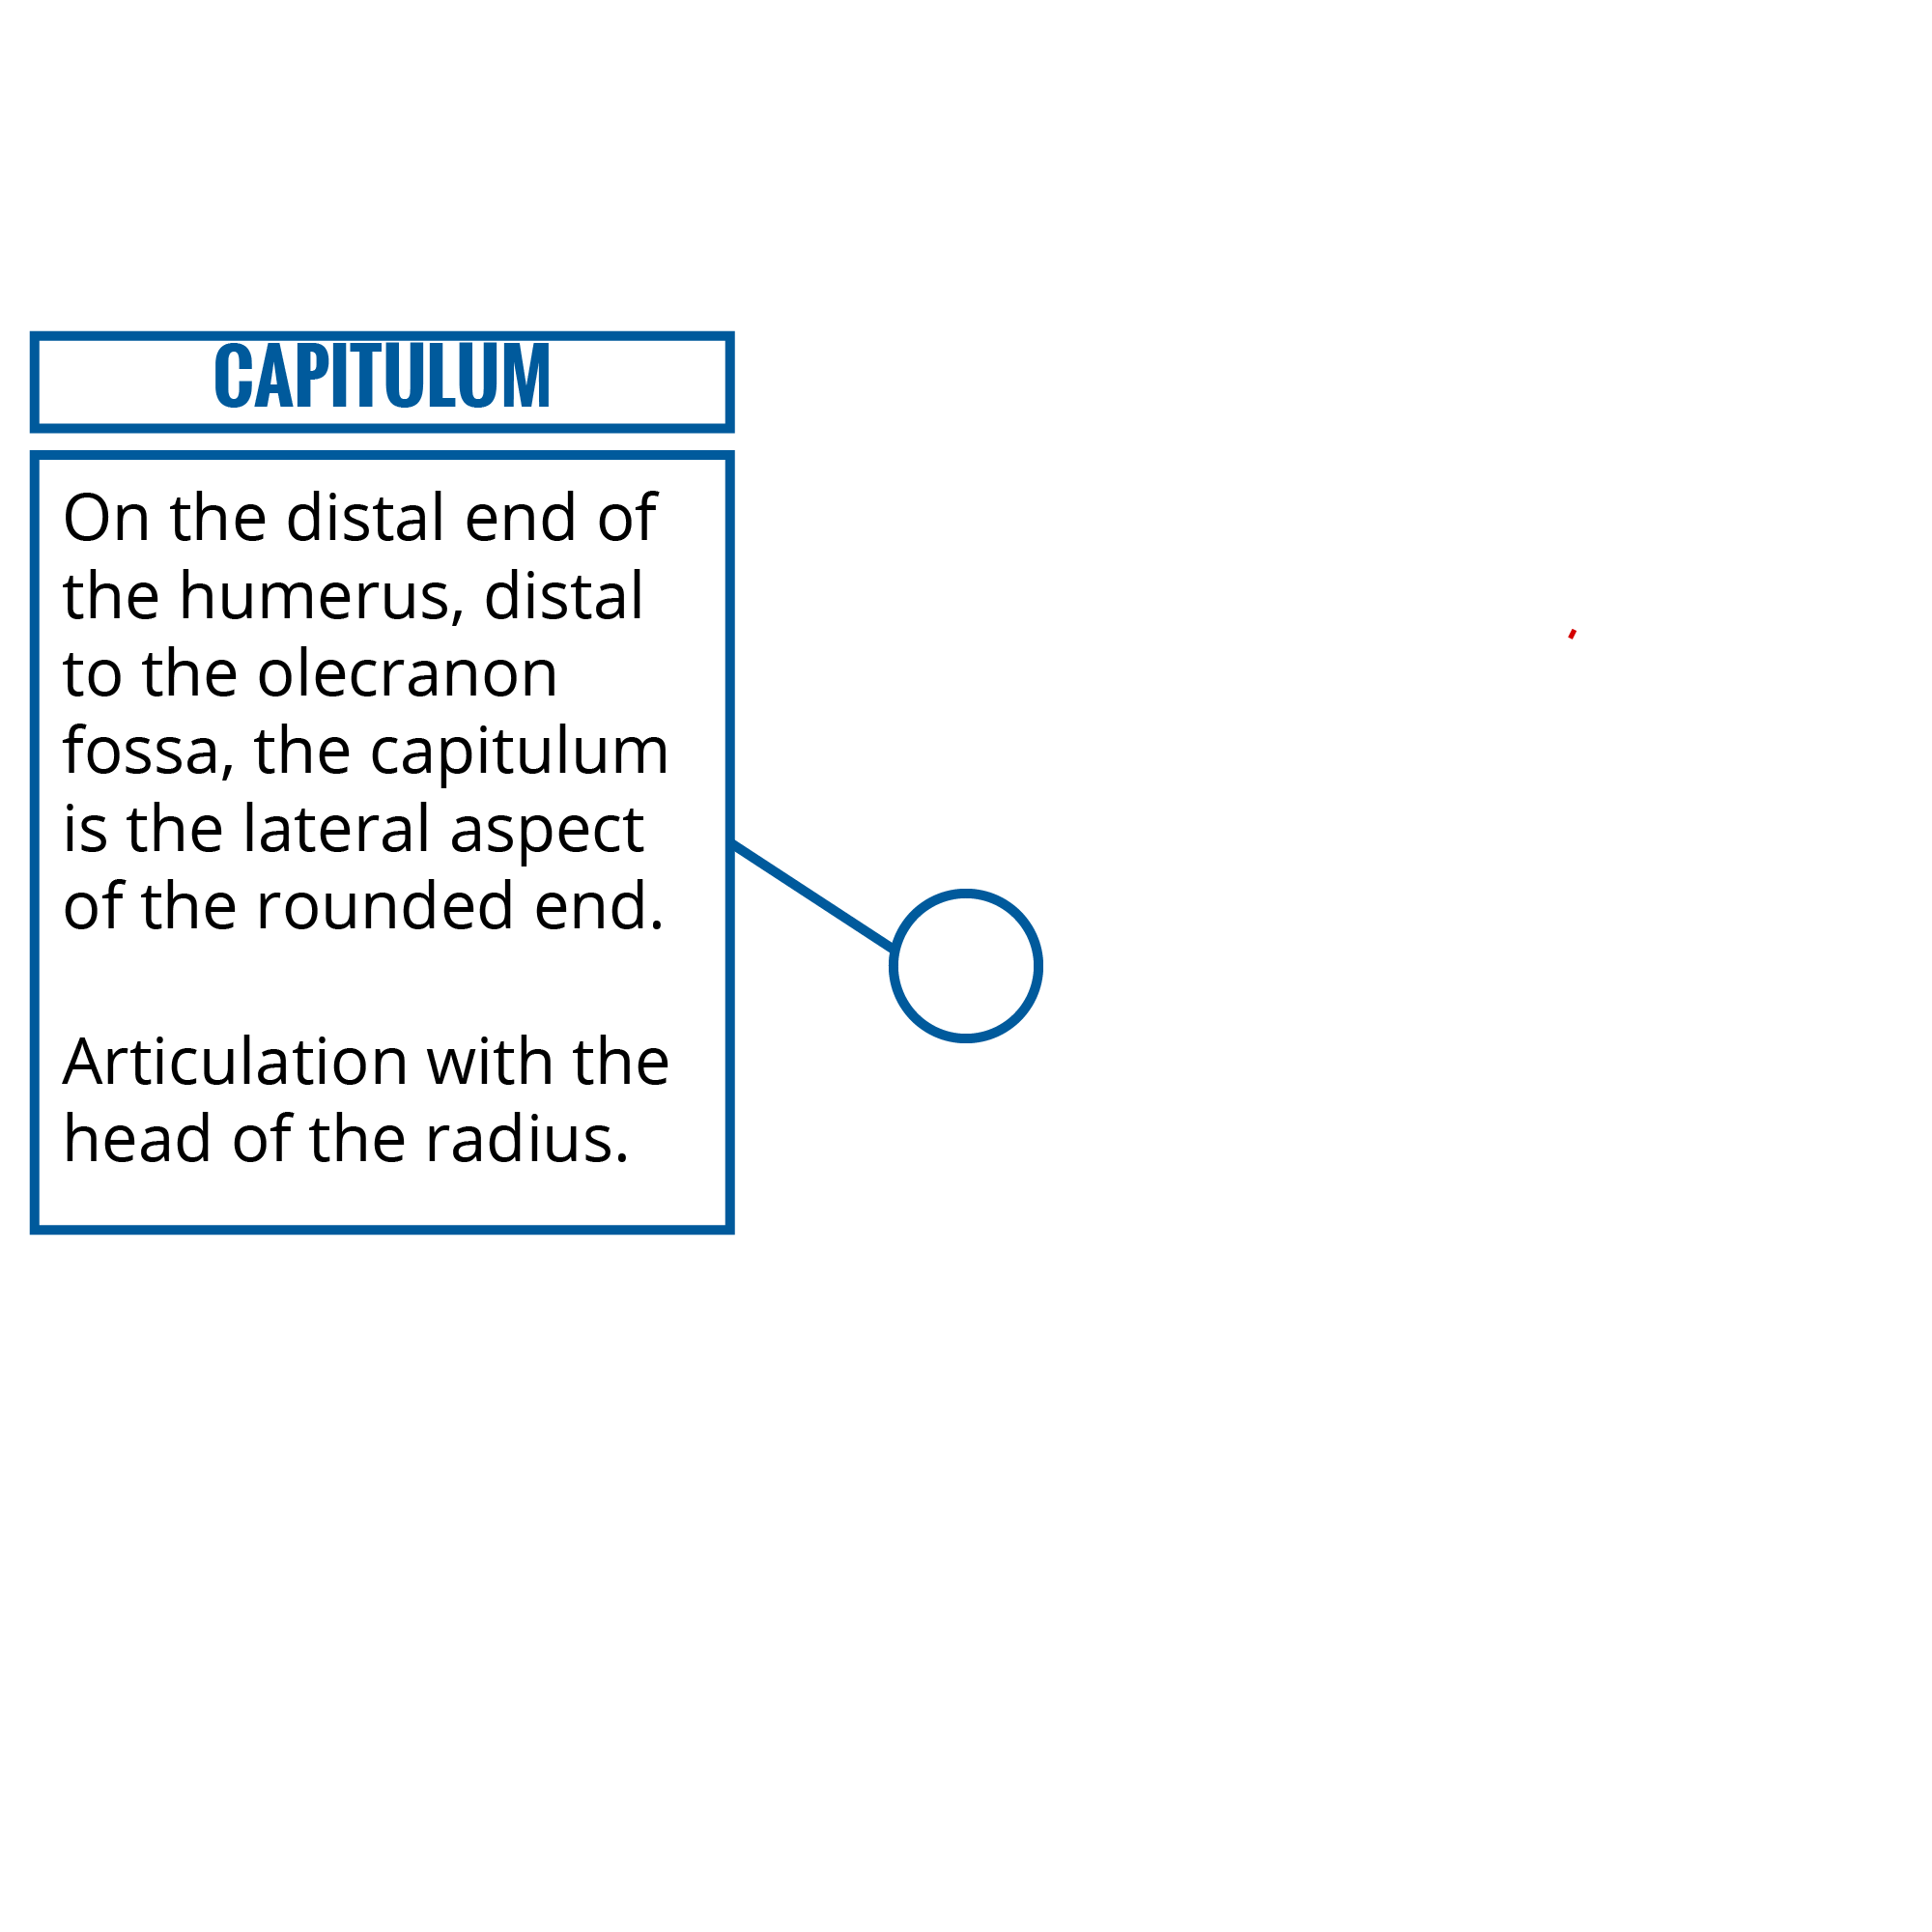 CAPITULUM
On the distal end of
the humerus, distal
to the olecranon
fossa, the capitulum
is the lateral aspect
of the rounded end.
Articulation with the
head of the radius.